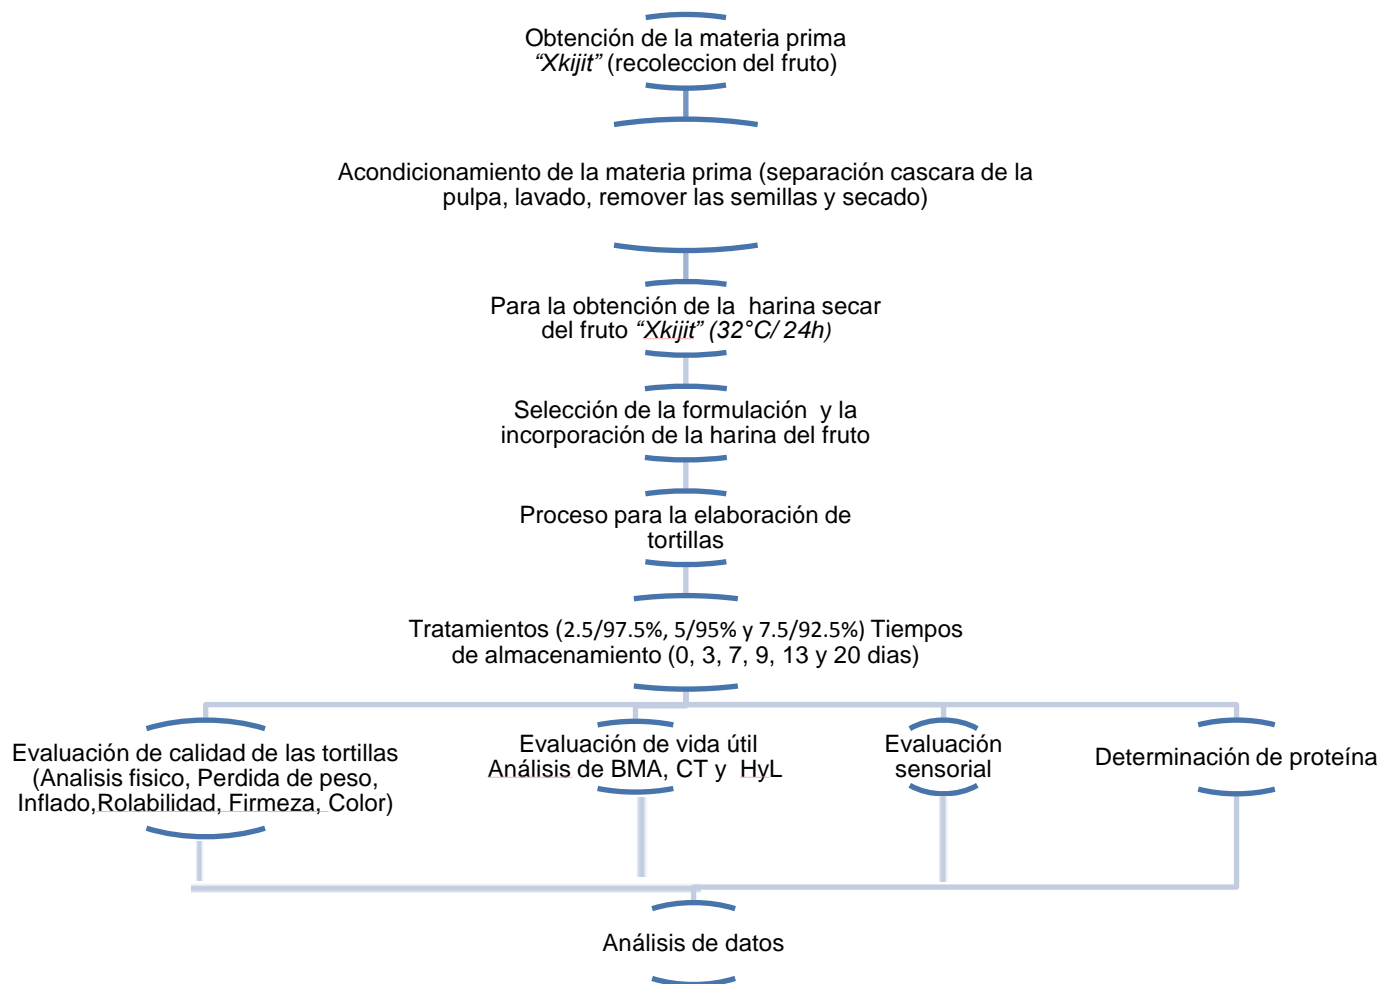 Obtención de la materia prima
“Xkijit” (recoleccion del fruto)
Acondicionamiento de la materia prima (separación cascara de la
pulpa, lavado, remover las semillas y secado)
Para la obtención de la harina secar
del fruto “Xkijit” (32°C/ 24h)
Selección de la formulación y la
incorporación de la harina del fruto
Proceso para la elaboración de
tortillas
Tratamientos (2.5/97.5%, 5/95% y 7.5/92.5%) Tiempos
de almacenamiento (0, 3, 7, 9, 13 y 20 dias)
Evaluación de calidad de las tortillas
(Analisis fisico, Perdida de peso,
Inflado,Rolabilidad, Firmeza, Color)
Evaluación de vida útil
Análisis de BMA, CT y HyL
Evaluación
sensorial
Determinación de proteína
Análisis de datos